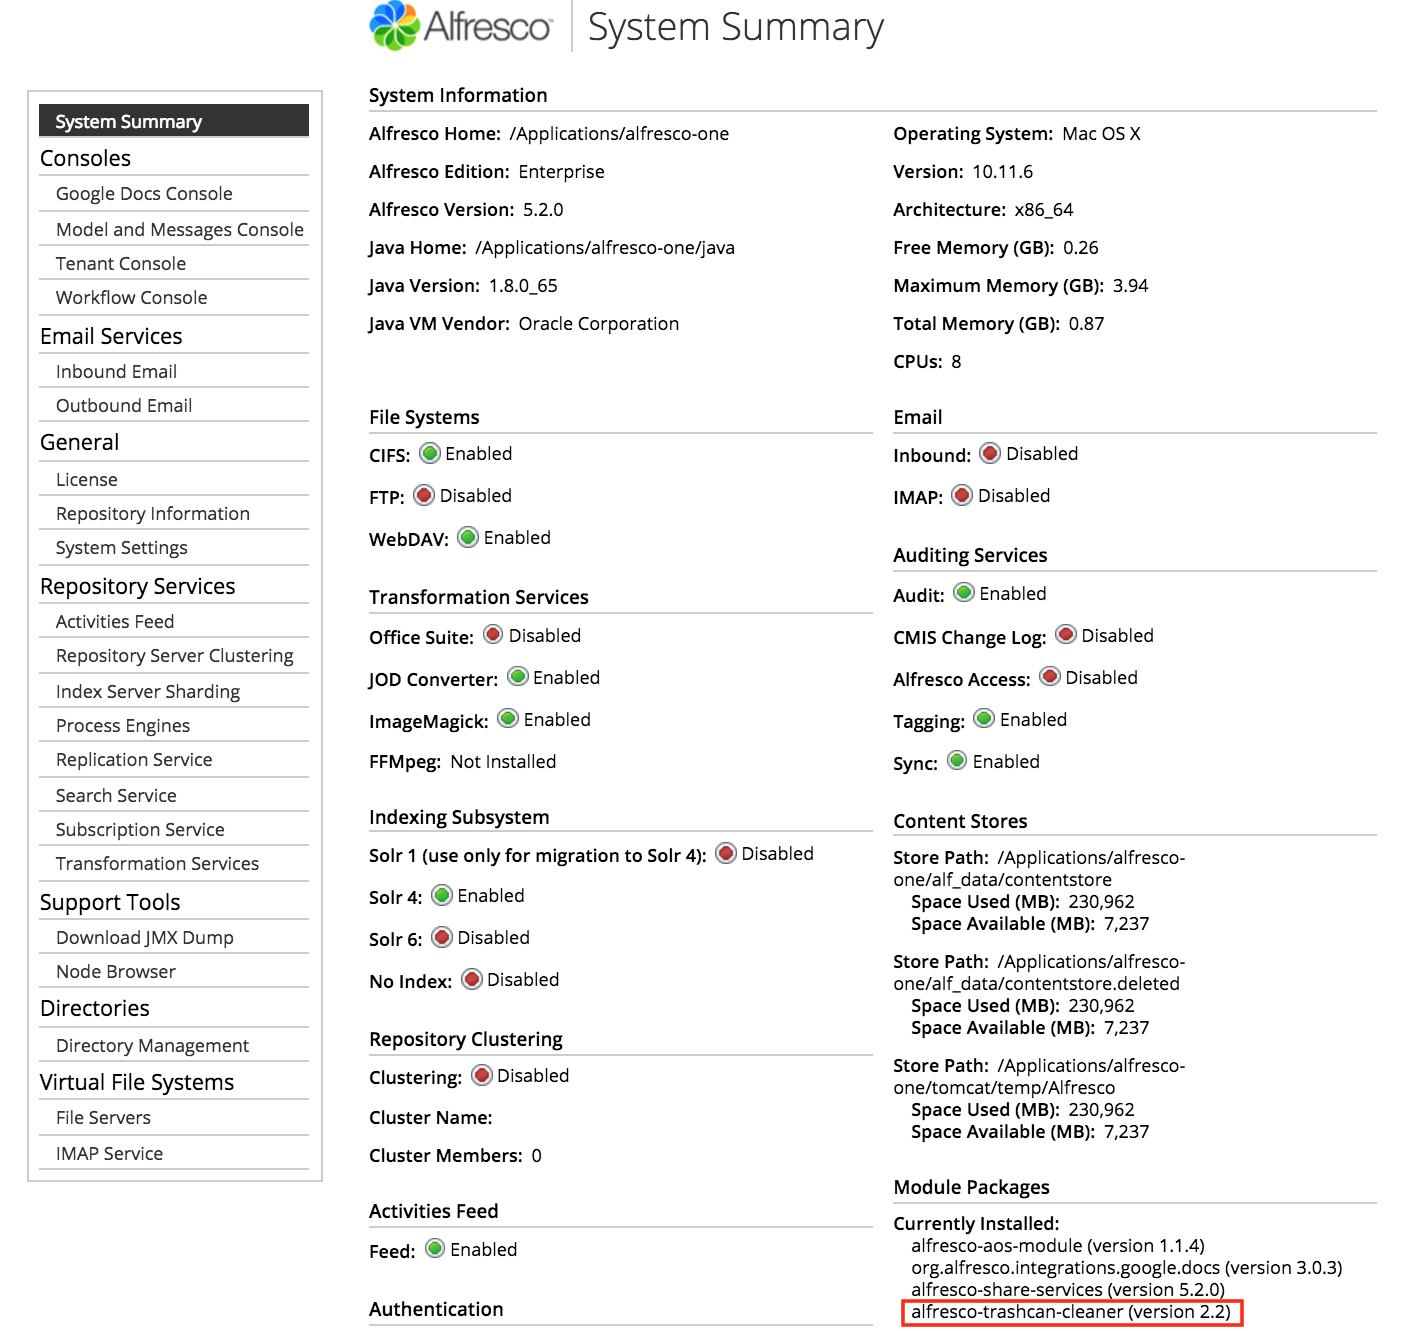 Alfresco™
System Summary
System Summary
Consoles
Google Docs Console
Model and Messages Console
Tenant Console
Workflow Console
Email Services
Inbound Email
Outbound Email
General
License
Repository Information
System Settings
Repository Services
Activities Feed
Repository Server Clustering
Index Server Sharding
Process Engines
Replication Service
Search Service
Subscription Service
Transformation Services
Support Tools
Download JMX Dump
Node Browser
Directories
Directory Management
Virtual File Systems
File Servers
IMAP Service
System Information
Alfresco Home: /Applications/alfresco-one
Alfresco Edition: Enterprise
Alfresco Version: 5.2.0
Java Home: /Applications/alfresco-one/java
Java Version: 1.8.0_65
Java VM Vendor: Oracle Corporation
Operating System: Mac OS X
Version: 10.11.6
Architecture: x86_64
Free Memory (GB): 0.26
Maximum Memory (GB): 3.94
Total Memory (GB): 0.87
CPUs: 8
File Systems
CIFS: Enabled
FTP: Disabled
WebDAV: Enabled
Transformation Services
Office Suite: Disabled
JOD Converter: Enabled
ImageMagick: Enabled
FFMpeg: Not Installed
Indexing Subsystem
Solr 1 (use only for migration to Solr 4): Disabled
Solr 4: Enabled
Solr 6: Disabled
No Index: Disabled
Repository Clustering
Clustering: Disabled
Cluster Name:
Cluster Members: 0
Activities Feed
Feed: Enabled
Authentication
Email
Inbound: Disabled
IMAP: Disabled
Auditing Services
Audit: Enabled
CMIS Change Log: Disabled
Alfresco Access: Disabled
Tagging: Enabled
Sync: Enabled
Content Stores
Store Path: /Applications/alfresco-
one/alf_data/contentstore
Space Used (MB): 230,962
Space Available (MB): 7,237
Store Path: /Applications/alfresco-
one/alf_data/contentstore.deleted
Space Used (MB): 230,962
Space Available (MB): 7,237
Store Path: /Applications/alfresco-
one/tomcat/temp/Alfresco
Space Used (MB): 230,962
Space Available (MB): 7,237
Module Packages
Currently Installed:
alfresco-aos-module (version 1.1.4)
org.alfresco.integrations.google.docs (version 3.0.3)
alfresco-share-services (version 5.2.0)
alfresco-trashcan-cleaner (version 2.2)